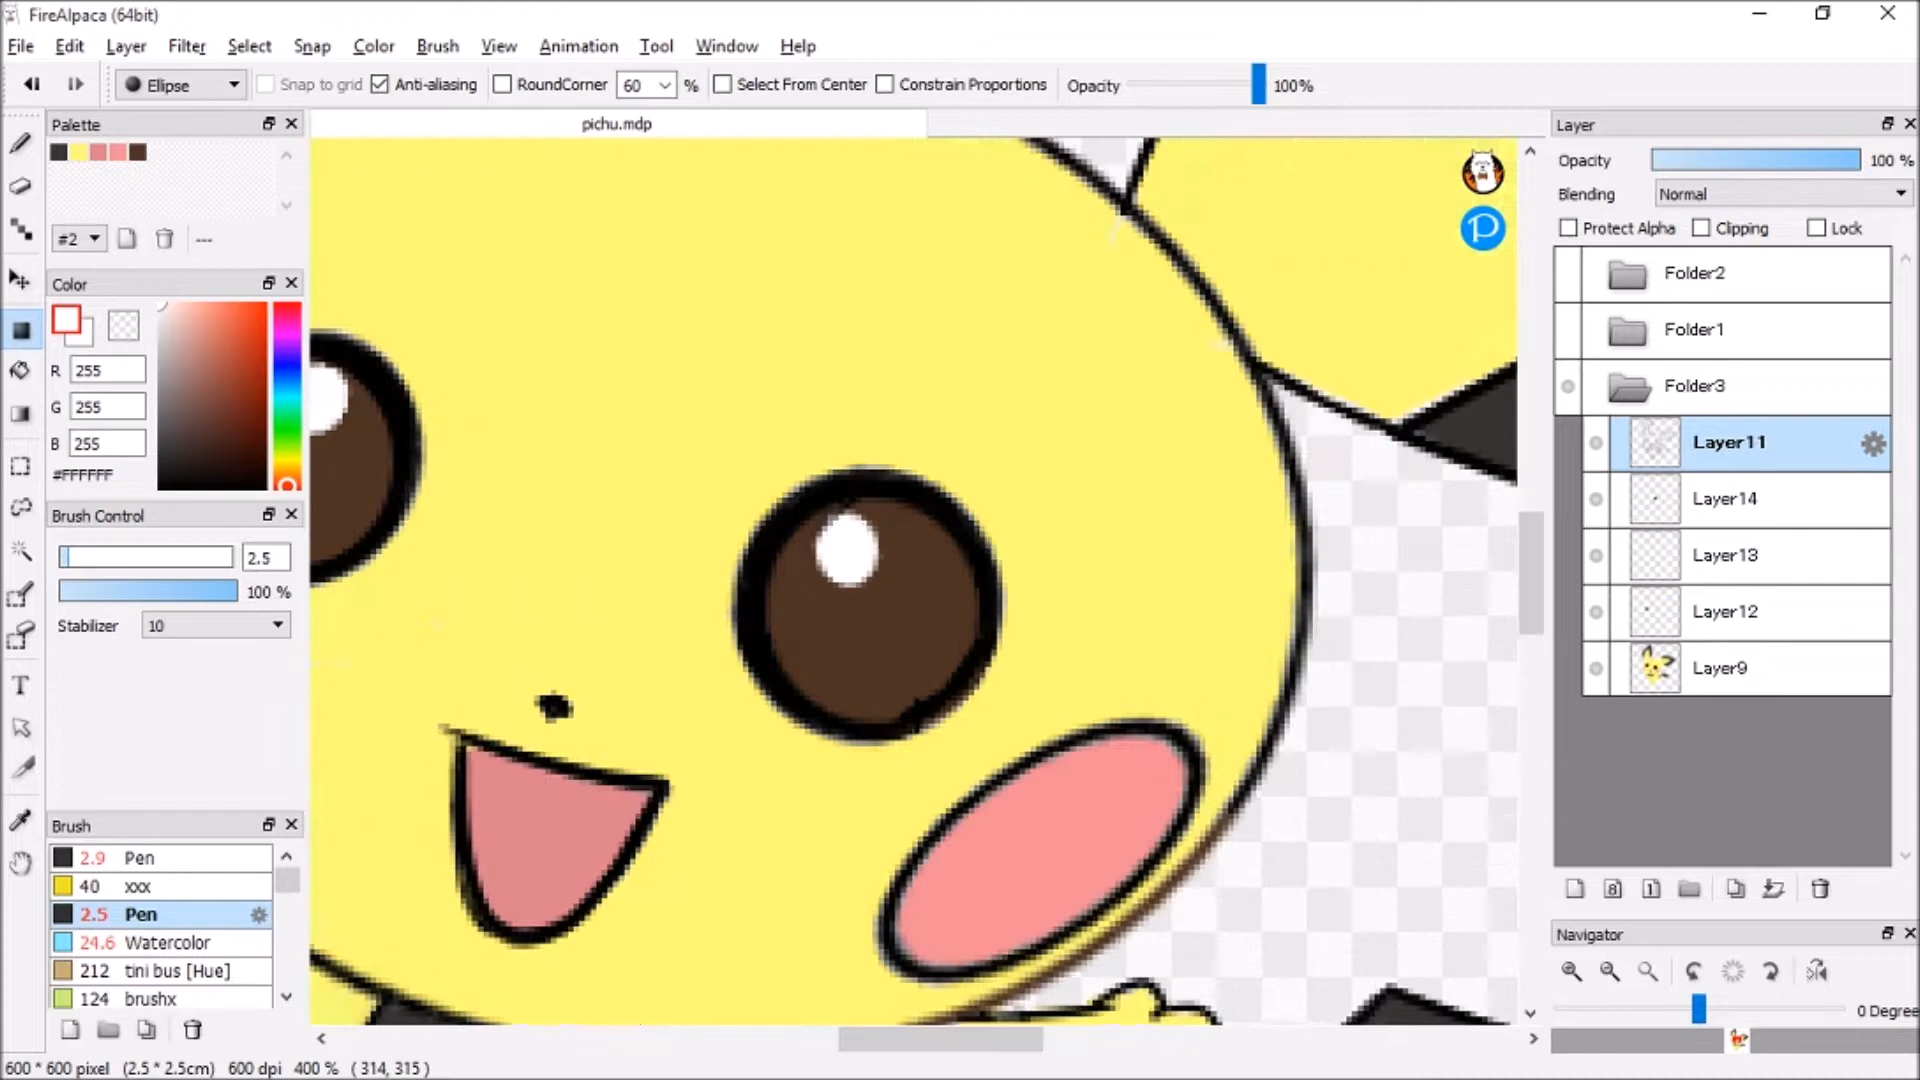 FireAlpaca (64bit)
File Edit Layer Filter Select Snap Color Brush View Animation Tool Window Help
Ellipse Snap to grid Anti-aliasing RoundCorner 60 % Select From Center Constrain Proportions Opacity 100%
Palette
pichu.mdp
Layer
Opacity 100 %
Blending Normal
Protect Alpha Clipping Lock
#2 ---
Color
R 255
G 255
B 255
#FFFFFF
Folder2
Folder1
Folder3
Layer11
Layer14
Layer13
Layer12
Layer9
Brush Control
2.5
100 %
Stabilizer 10
Brush
2.9 Pen
40 xxx
2.5 Pen
24.6 Watercolor
212 tini bus [Hue]
124 brushx
8
1
Navigator
0 Degree
P
600 * 600 pixel (2.5 * 2.5cm) 600 dpi 400 % ( 314, 315 )
T